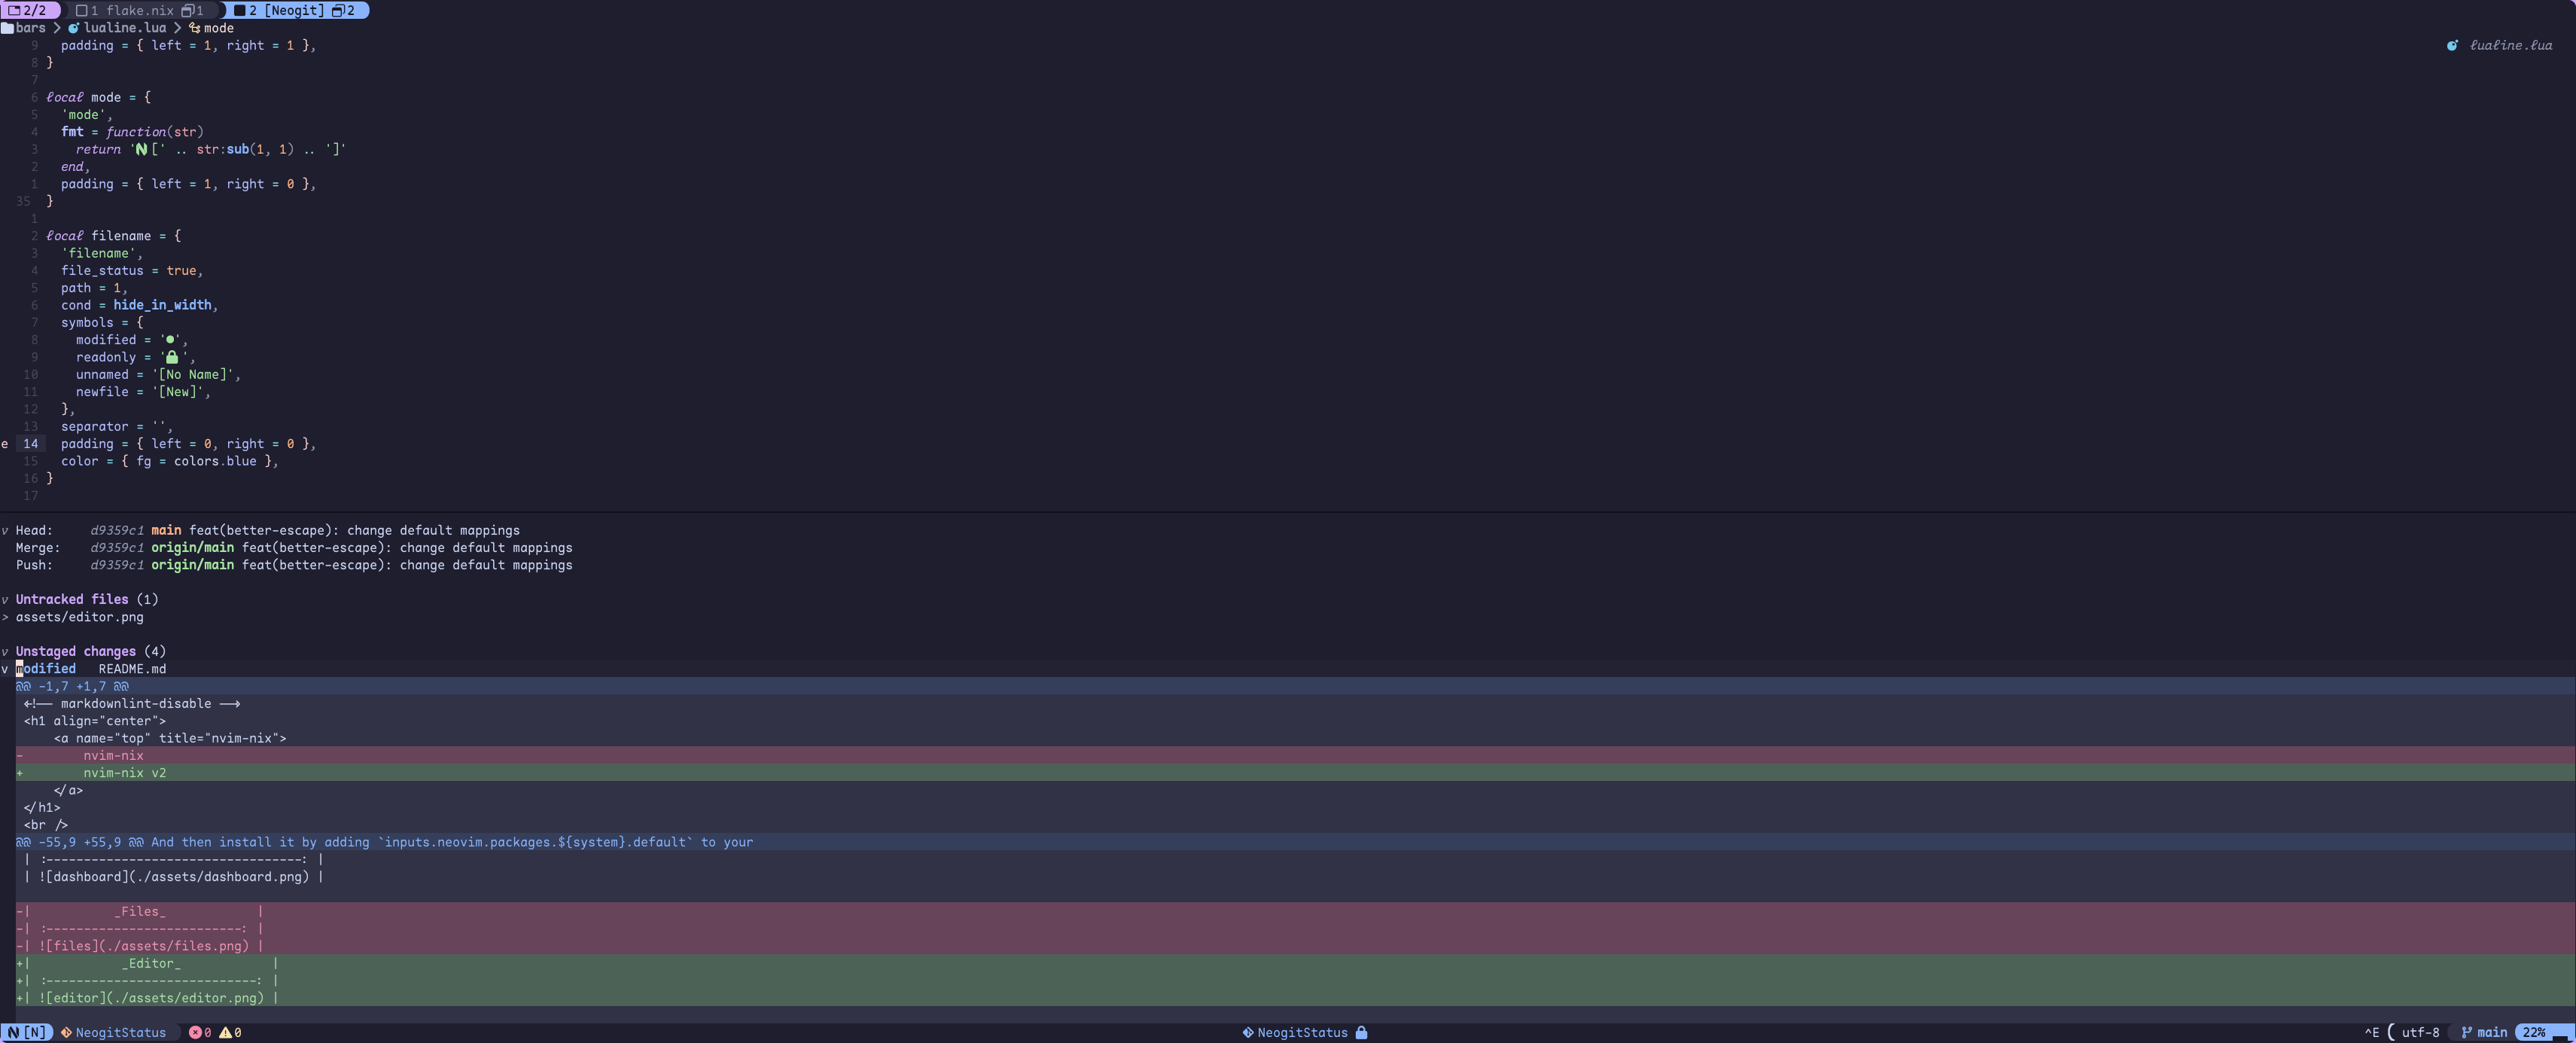 2/2 1 flake.nix 1 2 [Neogit] 2
bars > lualine.lua > mode
9 padding = { left = 1, right = 1 },
lualine.lua
8 }
7
6 local mode = {
5 'mode',
4 fmt = function(str)
3 return ' [' .. str:sub(1, 1) .. ']'
2 end,
1 padding = { left = 1, right = 0 },
35 }
1
2 local filename = {
3 'filename',
4 file_status = true,
5 path = 1,
6 cond = hide_in_width,
7 symbols = {
8 modified = '●',
9 readonly = '🔒 ',
10 unnamed = '[No Name]',
11 newfile = '[New]',
12 },
13 separator = '',
e 14 padding = { left = 0, right = 0 },
15 color = { fg = colors.blue },
16 }
17
v Head: d9359c1 main feat(better-escape): change default mappings
Merge: d9359c1 origin/main feat(better-escape): change default mappings
Push: d9359c1 origin/main feat(better-escape): change default mappings
v Untracked files (1)
> assets/editor.png
v Unstaged changes (4)
v modified README.md
@@ -1,7 +1,7 @@
<!-- markdownlint-disable -->
<h1 align="center">
<a name="top" title="nvim-nix">
- nvim-nix
+ nvim-nix v2
</a>
</h1>
<br />
@@ -55,9 +55,9 @@ And then install it by adding `inputs.neovim.packages.${system}.default` to your
| :----------------------------------: |
| ![dashboard](./assets/dashboard.png) |
-| _Files_ |
-| :--------------------------: |
-| ![files](./assets/files.png) |
+| _Editor_ |
+| :----------------------------: |
+| ![editor](./assets/editor.png) |
[N] NeogitStatus 0 0 NeogitStatus ^E utf-8 main 22%